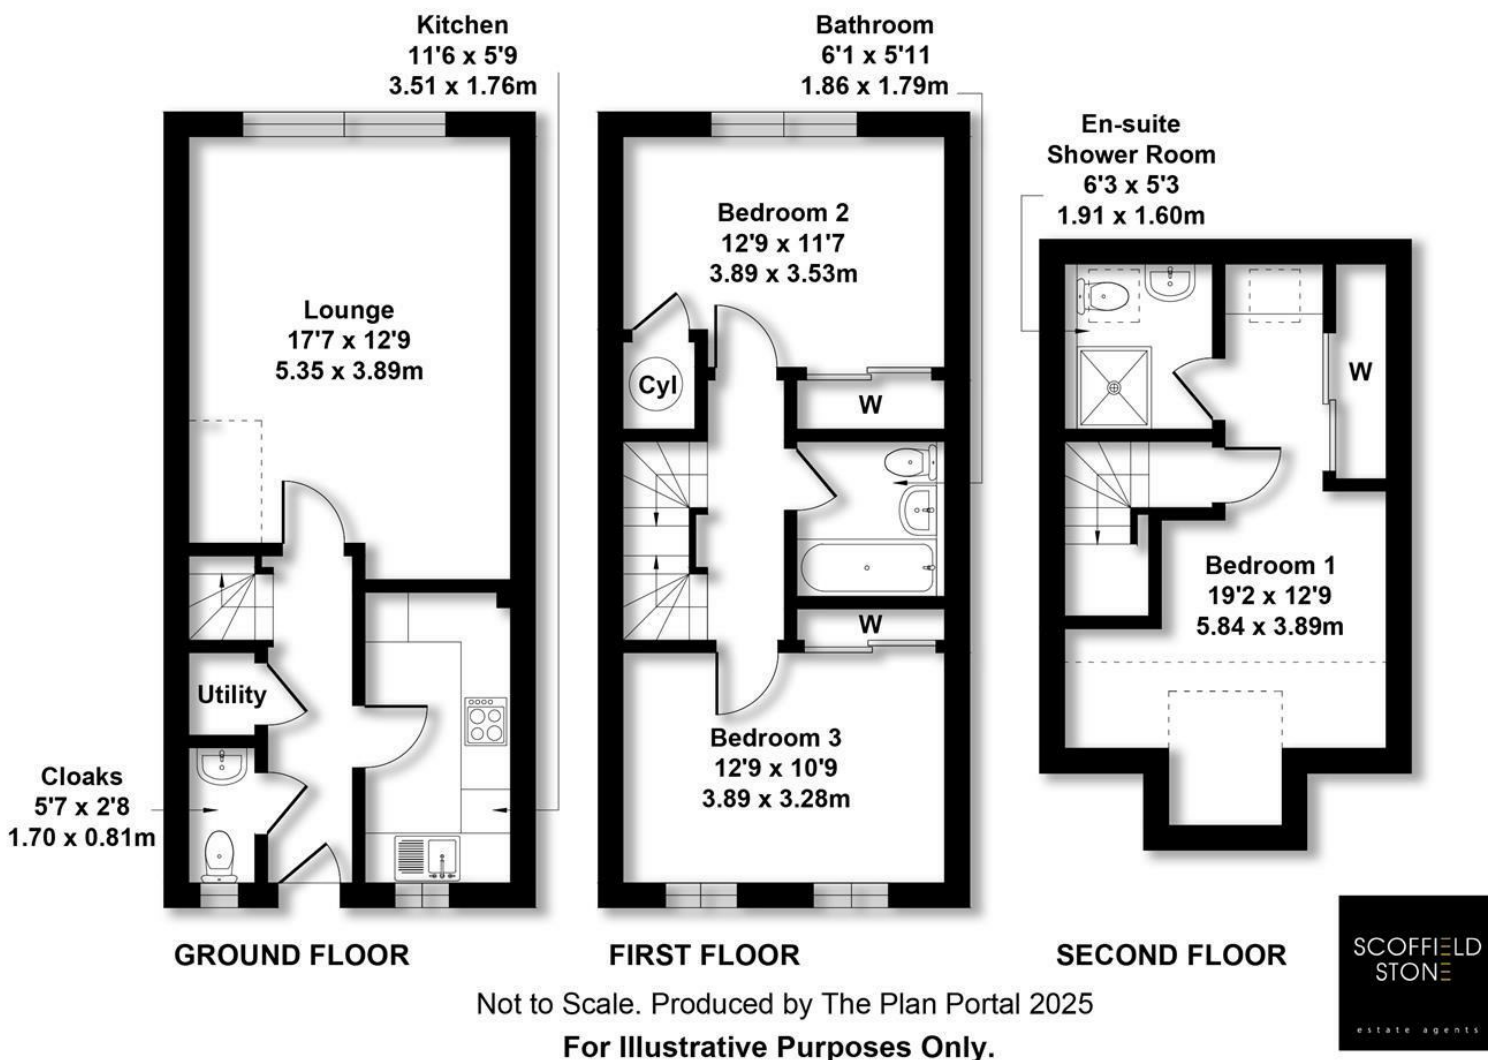 Kitchen
11'6 x 5'9
3.51 x 1.76m
Bathroom
6'1 x 5'11
1.86 x 1.79m
En-suite
Shower Room
6'3 x 5'3
1.91 x 1.60m
Lounge
17'7 x 12'9
5.35 x 3.89m
Bedroom 2
12'9 x 11'7
3.89 x 3.53m
Cyl
W
W
W
Bedroom 1
19'2 x 12'9
5.84 x 3.89m
Utility
Cloaks
5'7 x 2'8
1.70 x 0.81m
Bedroom 3
12'9 x 10'9
3.89 x 3.28m
GROUND FLOOR
FIRST FLOOR
SECOND FLOOR
SCOFFIELD
STONE
estate agents
Not to Scale. Produced by The Plan Portal 2025
For Illustrative Purposes Only.